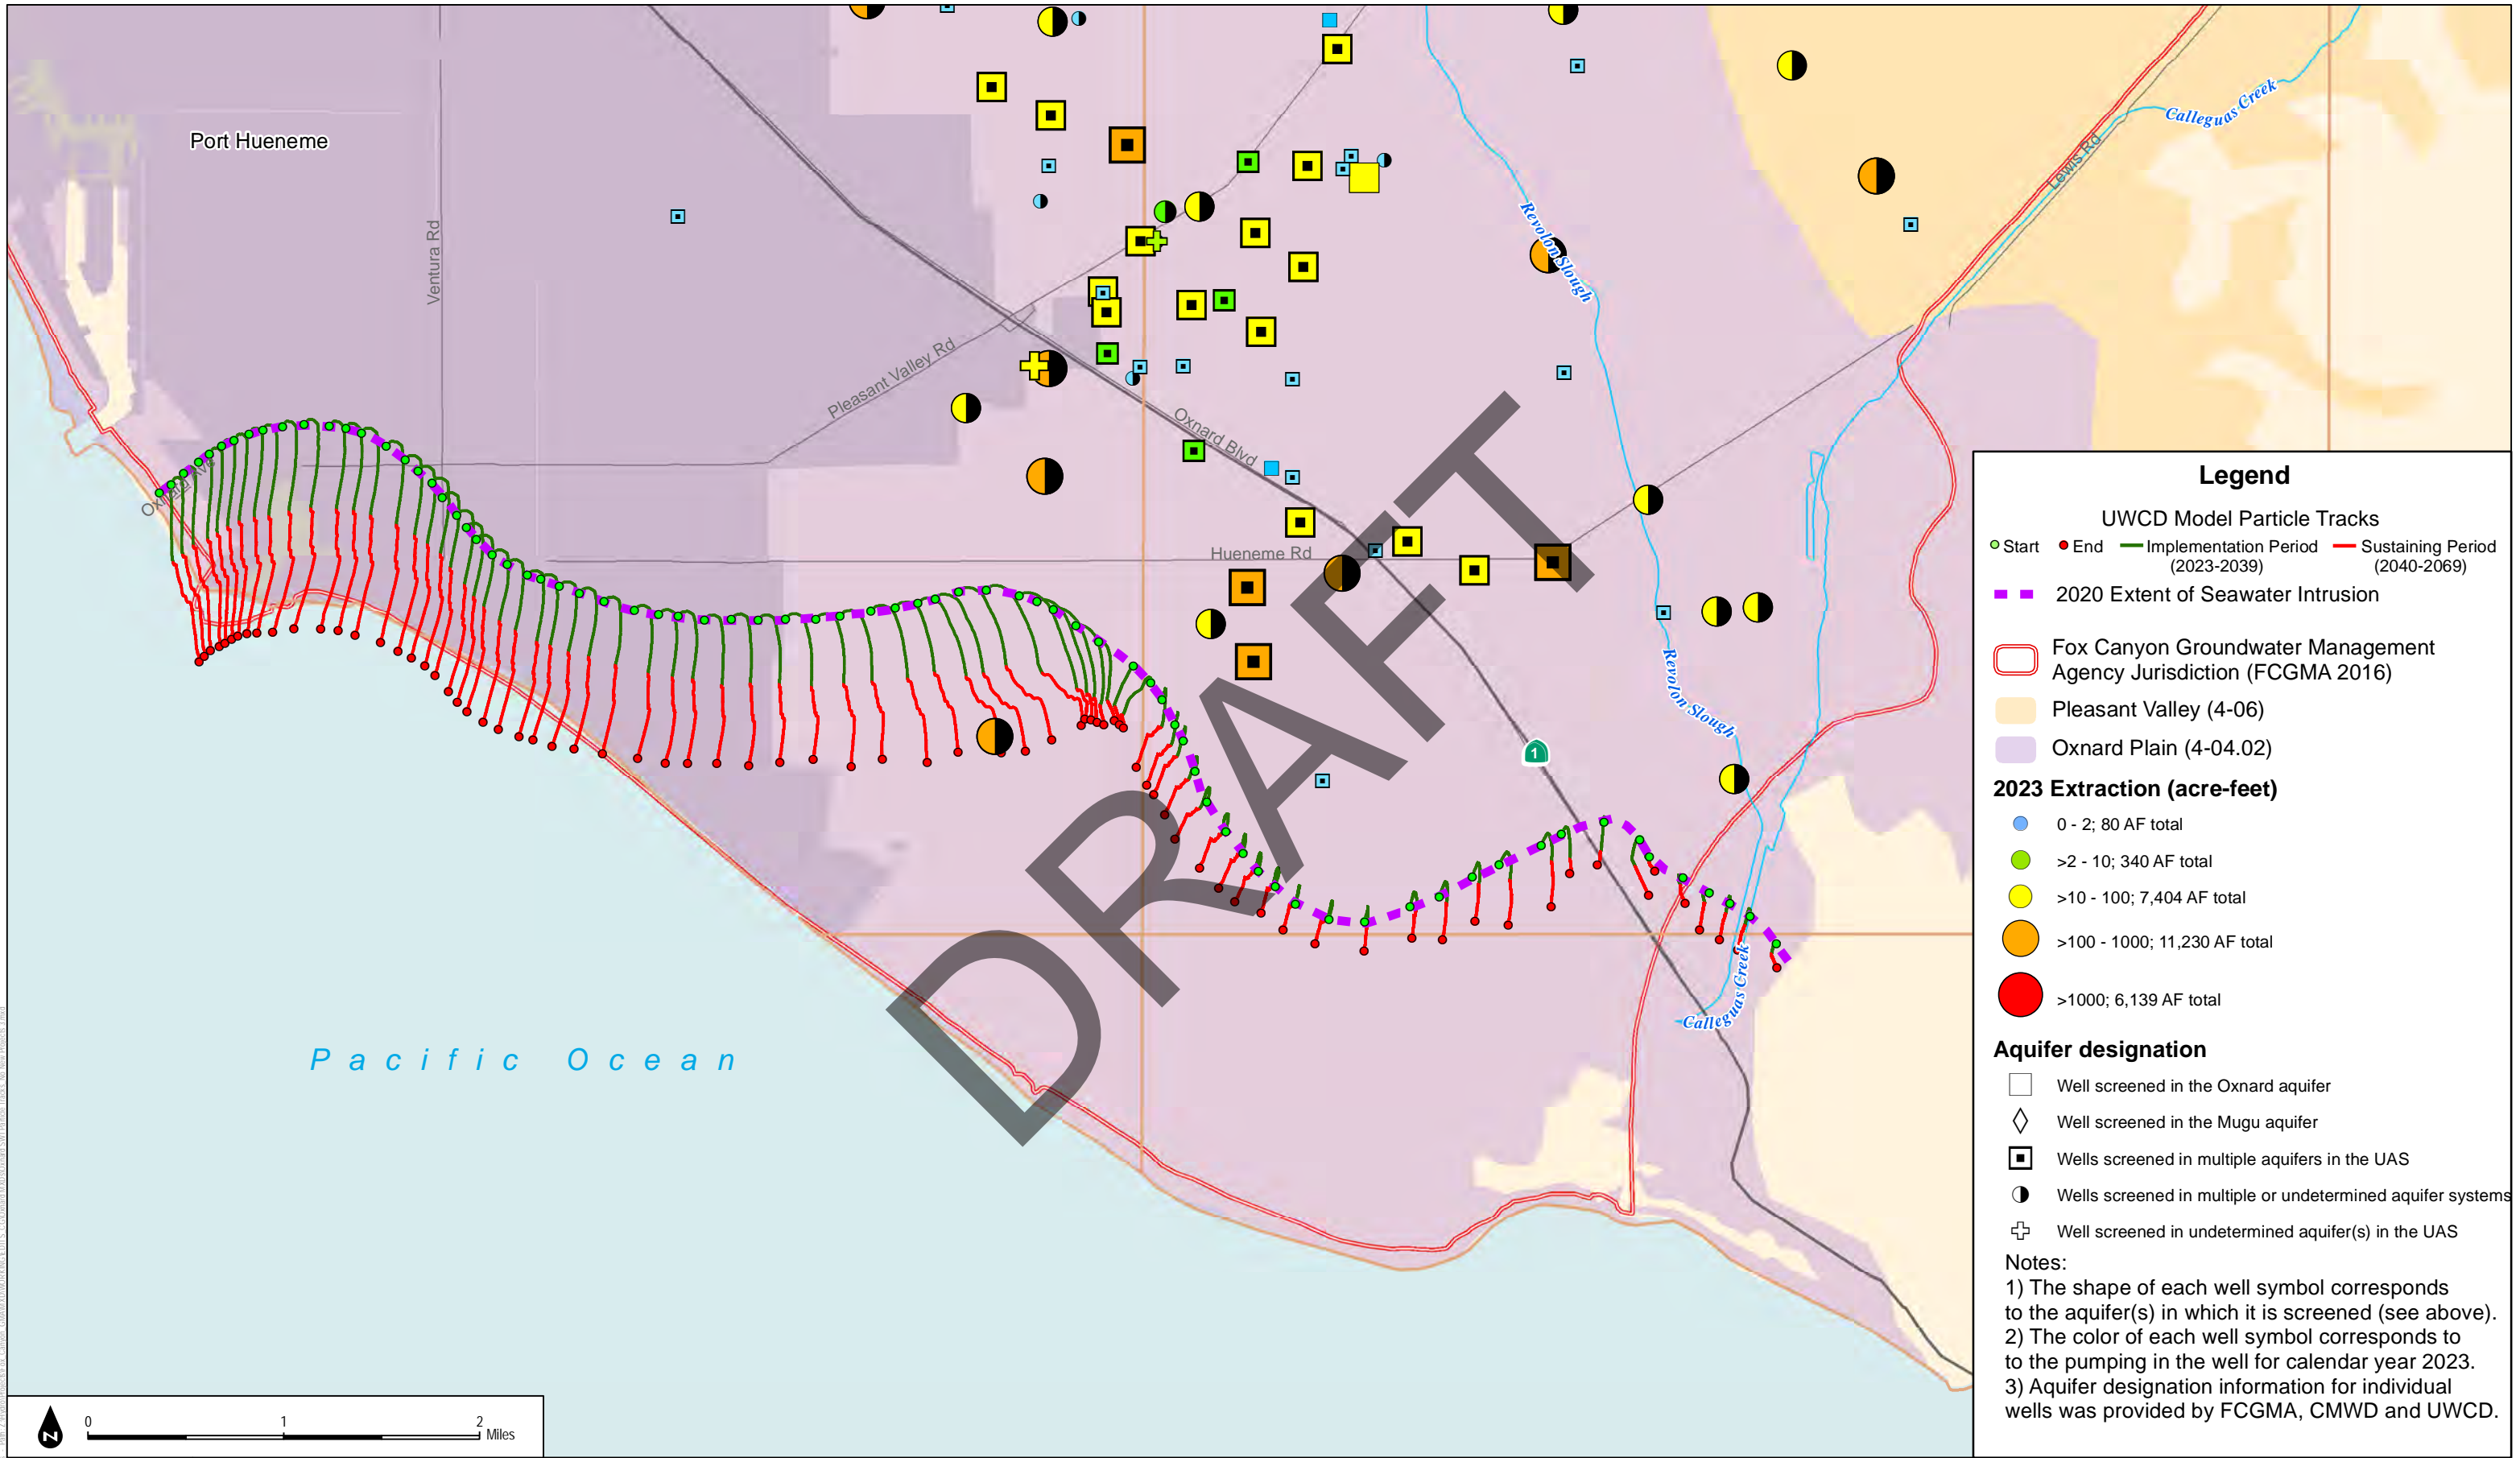 Port Hueneme
Ventura Rd
Pleasant Valley Rd
Oxnard Blvd
Hueneme Rd
Lewis Rd
Calleguas Creek
Revolon Slough
Revolon Slough
Calleguas Creek
1
Pacific Ocean
DRAFT
N
0 1 2
Miles
Legend
UWCD Model Particle Tracks
Start End Implementation Period Sustaining Period
(2023-2039) (2040-2069)
2020 Extent of Seawater Intrusion
Fox Canyon Groundwater Management
Agency Jurisdiction (FCGMA 2016)
Pleasant Valley (4-06)
Oxnard Plain (4-04.02)
2023 Extraction (acre-feet)
0 - 2; 80 AF total
>2 - 10; 340 AF total
>10 - 100; 7,404 AF total
>100 - 1000; 11,230 AF total
>1000; 6,139 AF total
Aquifer designation
Well screened in the Oxnard aquifer
Well screened in the Mugu aquifer
Wells screened in multiple aquifers in the UAS
Wells screened in multiple or undetermined aquifer systems
Well screened in undetermined aquifer(s) in the UAS
Notes:
1) The shape of each well symbol corresponds
to the aquifer(s) in which it is screened (see above).
2) The color of each well symbol corresponds to
to the pumping in the well for calendar year 2023.
3) Aquifer designation information for individual
wells was provided by FCGMA, CMWD and UWCD.